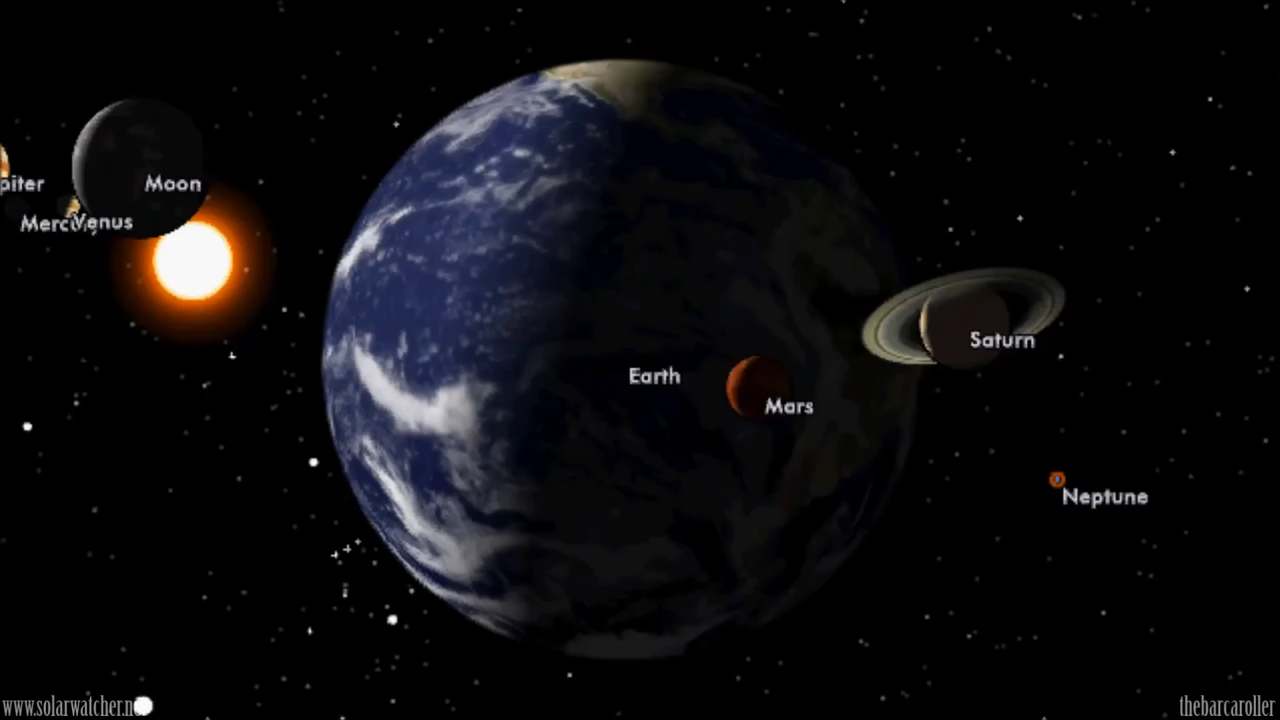 piter
Moon
Venus
Saturn
Earth
Mars
Neptune
www.solarwatcher.n
thebarcaroller